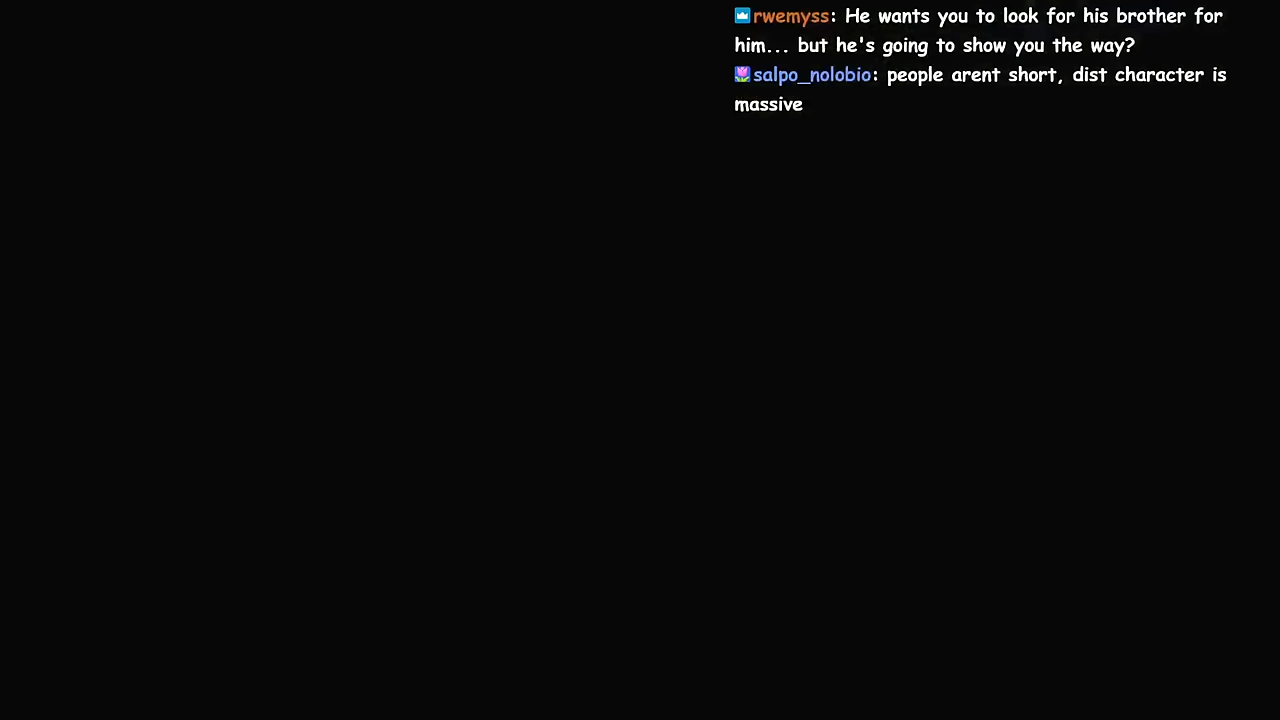 rwemyss: He wants you to look for his brother for
him... but he's going to show you the way?
salpo_nolobio: people arent short, dist character is
massive